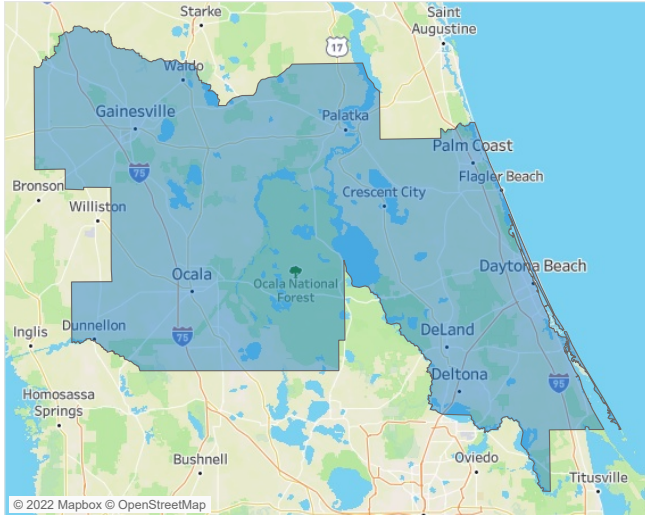 Starke
Saint
Augustine
17
Waldo
Gainesville
Palatka
Palm Coast
75
Bronson
Flagler Beach
Crescent City
Williston
Daytona Beach
Ocala
Ocala National
Forest
Inglis
Dunnellon
75
DeLand
Deltona
95
Homosassa
Springs
Bushnell
Oviedo
Titusville
© 2022 Mapbox © OpenStreetMap